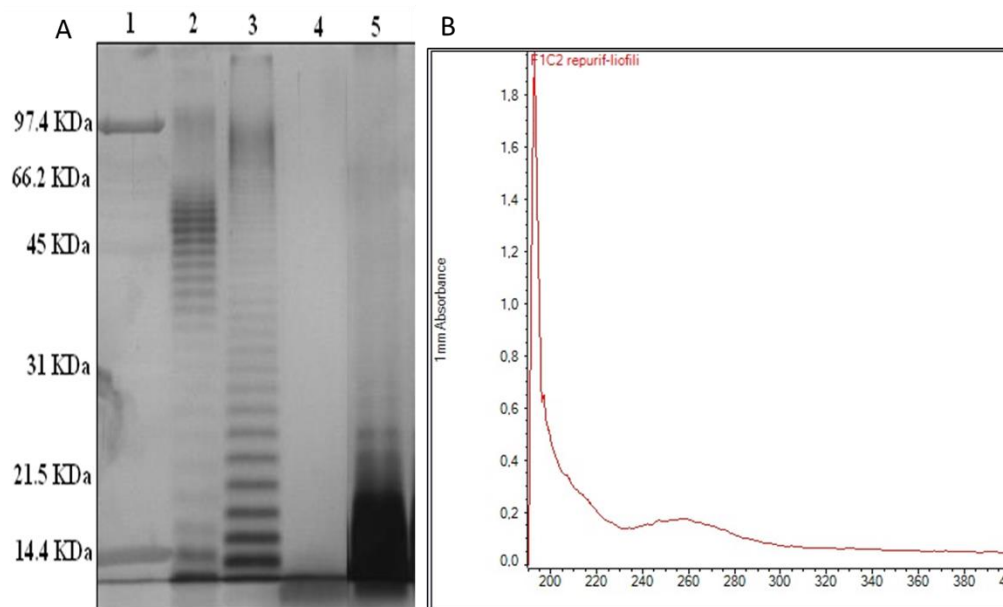 A
1 2 3 4 5
97.4 KDa
66.2 KDa
45 KDa
31 KDa
21.5 KDa
14.4 KDa
B
F1C2 repurif-liofili
1mm Absorbance
1,8
1,6
1,4
1,2
1,0
0,8
0,6
0,4
0,2
0,0
200 220 240 260 280 300 320 340 360 380